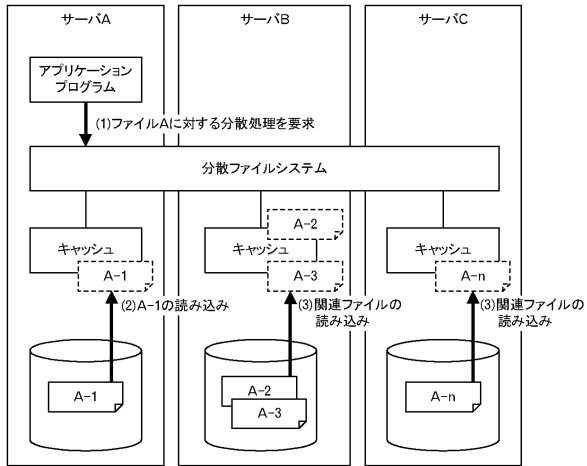 サーバA
サーバB
サーバC
アプリケーション
プログラム
(1)ファイルAに対する分散処理を要求
分散ファイルシステム
キャッシュ
A-1
キャッシュ
A-2
A-3
キャッシュ
A-n
(2)A-1の読み込み
(3)関連ファイルの
読み込み
(3)関連ファイルの
読み込み
A-1
A-2
A-3
A-n